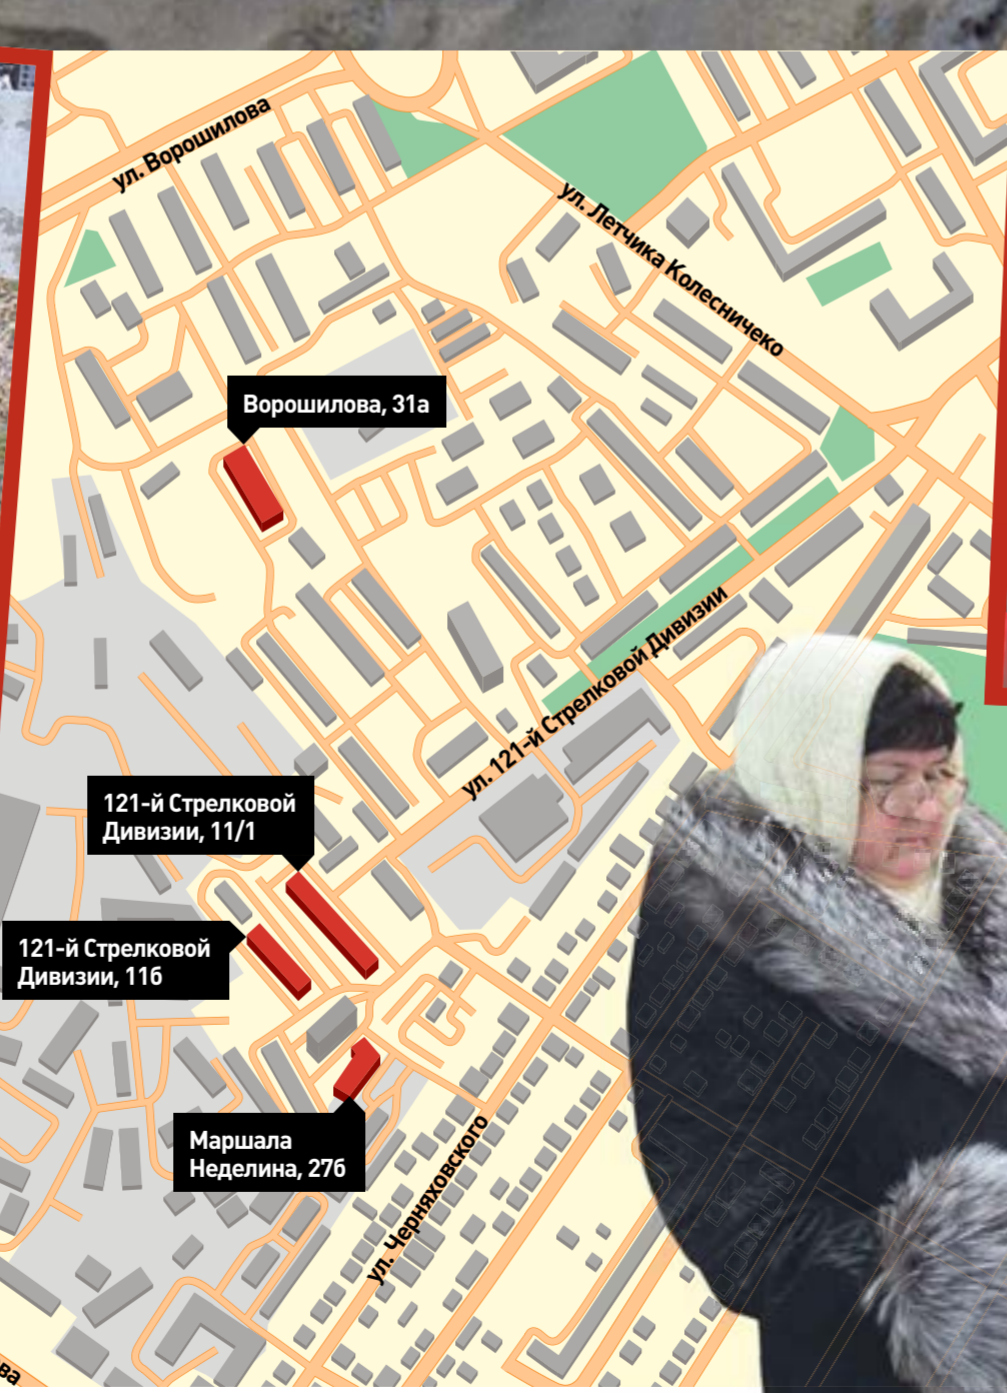 ул. Ворошилова
ул. Летчика Колесничеко
Ворошилова, 31а
ул. 121-й Стрелковой Дивизии
121-й Стрелковой
Дивизии, 11/1
121-й Стрелковой
Дивизии, 11б
Маршала
Неделина, 27б
ул. Черняховского
ва